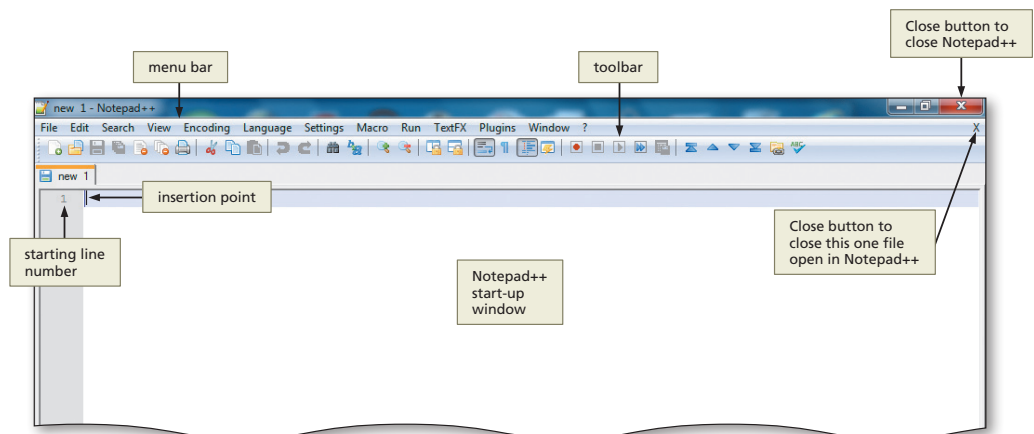 Close button to
close Notepad++
menu bar
toolbar
new 1 - Notepad++
File Edit Search View Encoding Language Settings Macro Run TextFX Plugins Window ? X
ABC
new 1
1
insertion point
starting line
number
Close button to
close this one file
open in Notepad++
Notepad++
start-up
window